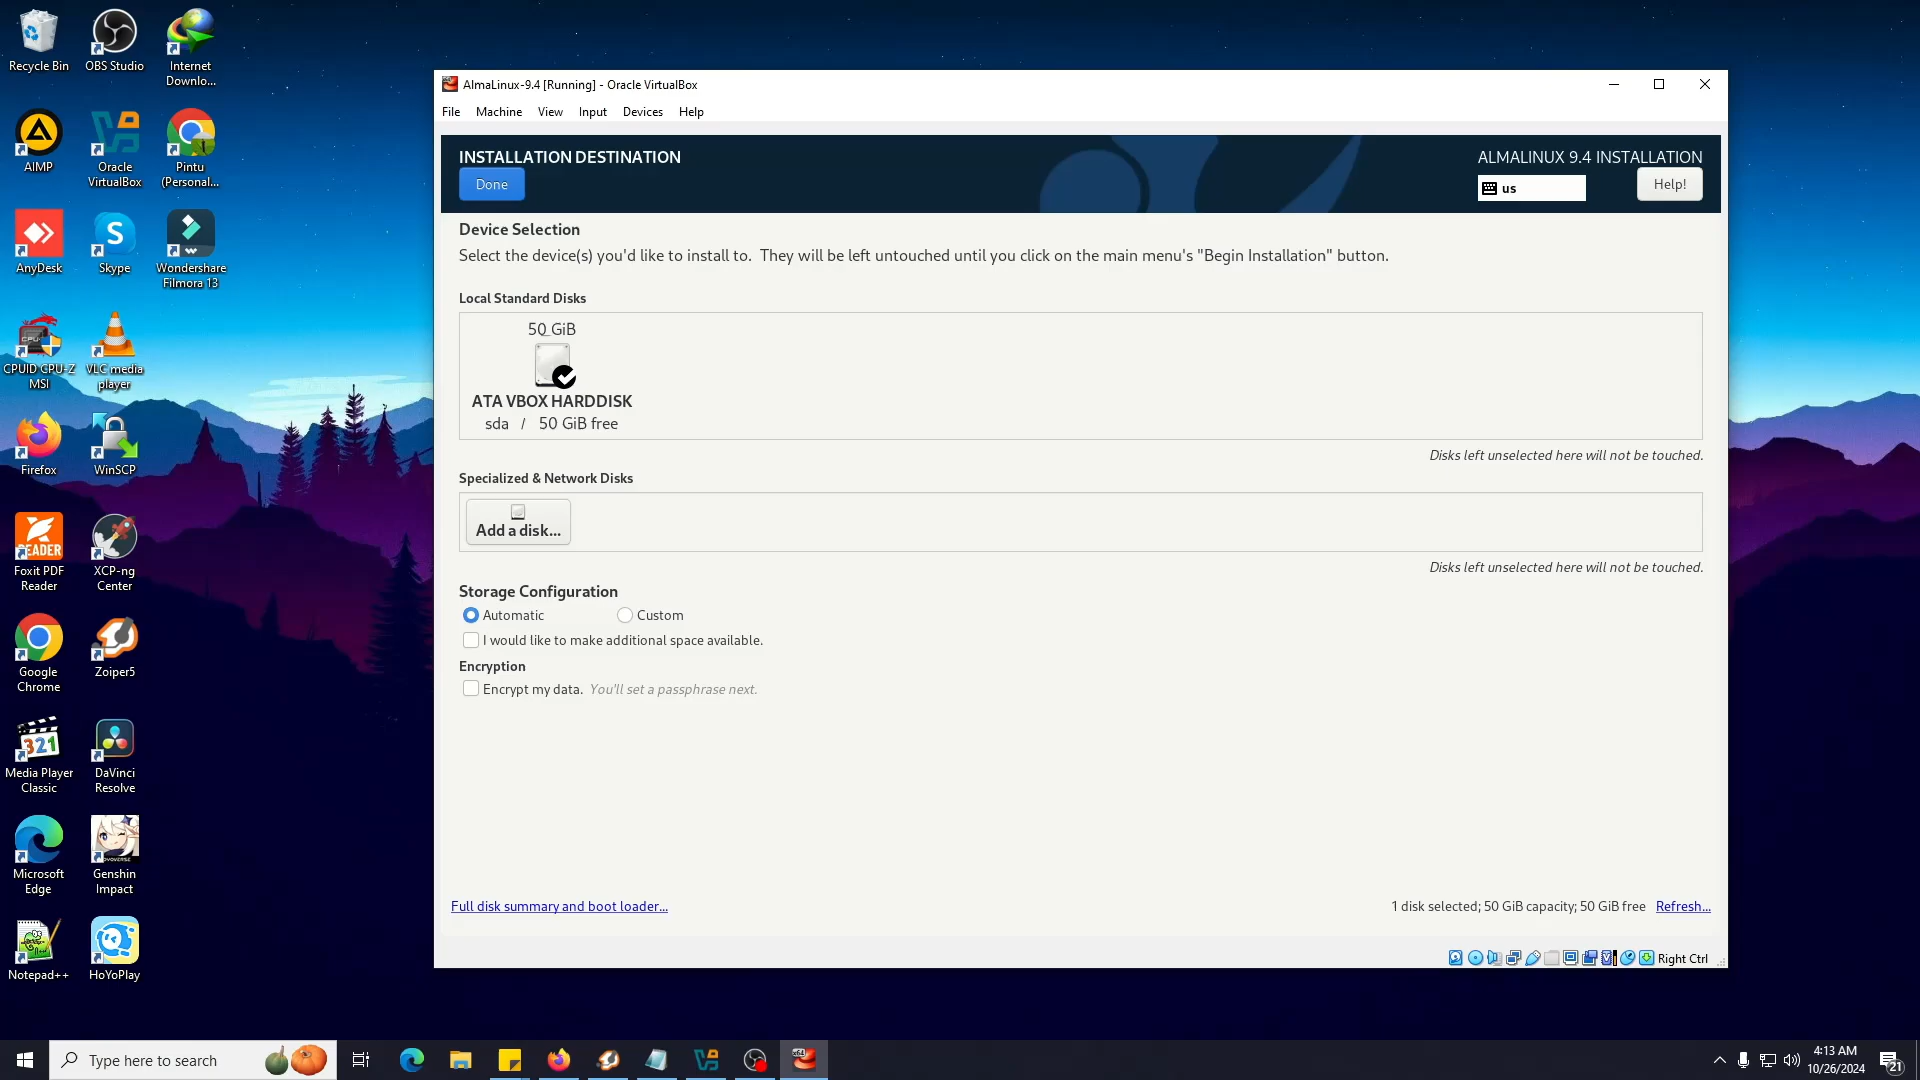 Recycle Bin
OBS Studio
Internet
Downlo...
AIMP
Oracle
VirtualBox
Pintu
(Personal...
AnyDesk
Skype
Wondershare
Filmora 13
CPUID CPU-Z
MSI
VLC media
player
Firefox
WinSCP
Foxit PDF
Reader
XCP-ng
Center
Google
Chrome
Zoiper5
Media Player
Classic
DaVinci
Resolve
Microsoft
Edge
Genshin
Impact
Notepad++
HoYoPlay
AlmaLinux-9.4 [Running] - Oracle VirtualBox
File Machine View Input Devices Help
INSTALLATION DESTINATION
Done
ALMALINUX 9.4 INSTALLATION
us
Help!
Device Selection
Select the device(s) you'd like to install to. They will be left untouched until you click on the main menu's "Begin Installation" button.
Local Standard Disks
50 GiB
ATA VBOX HARDDISK
sda / 50 GiB free
Disks left unselected here will not be touched.
Specialized & Network Disks
Add a disk...
Disks left unselected here will not be touched.
Storage Configuration
Automatic Custom
I would like to make additional space available.
Encryption
Encrypt my data. You'll set a passphrase next.
Full disk summary and boot loader...
1 disk selected; 50 GiB capacity; 50 GiB free Refresh...
Right Ctrl
Type here to search
4:13 AM
10/26/2024
21